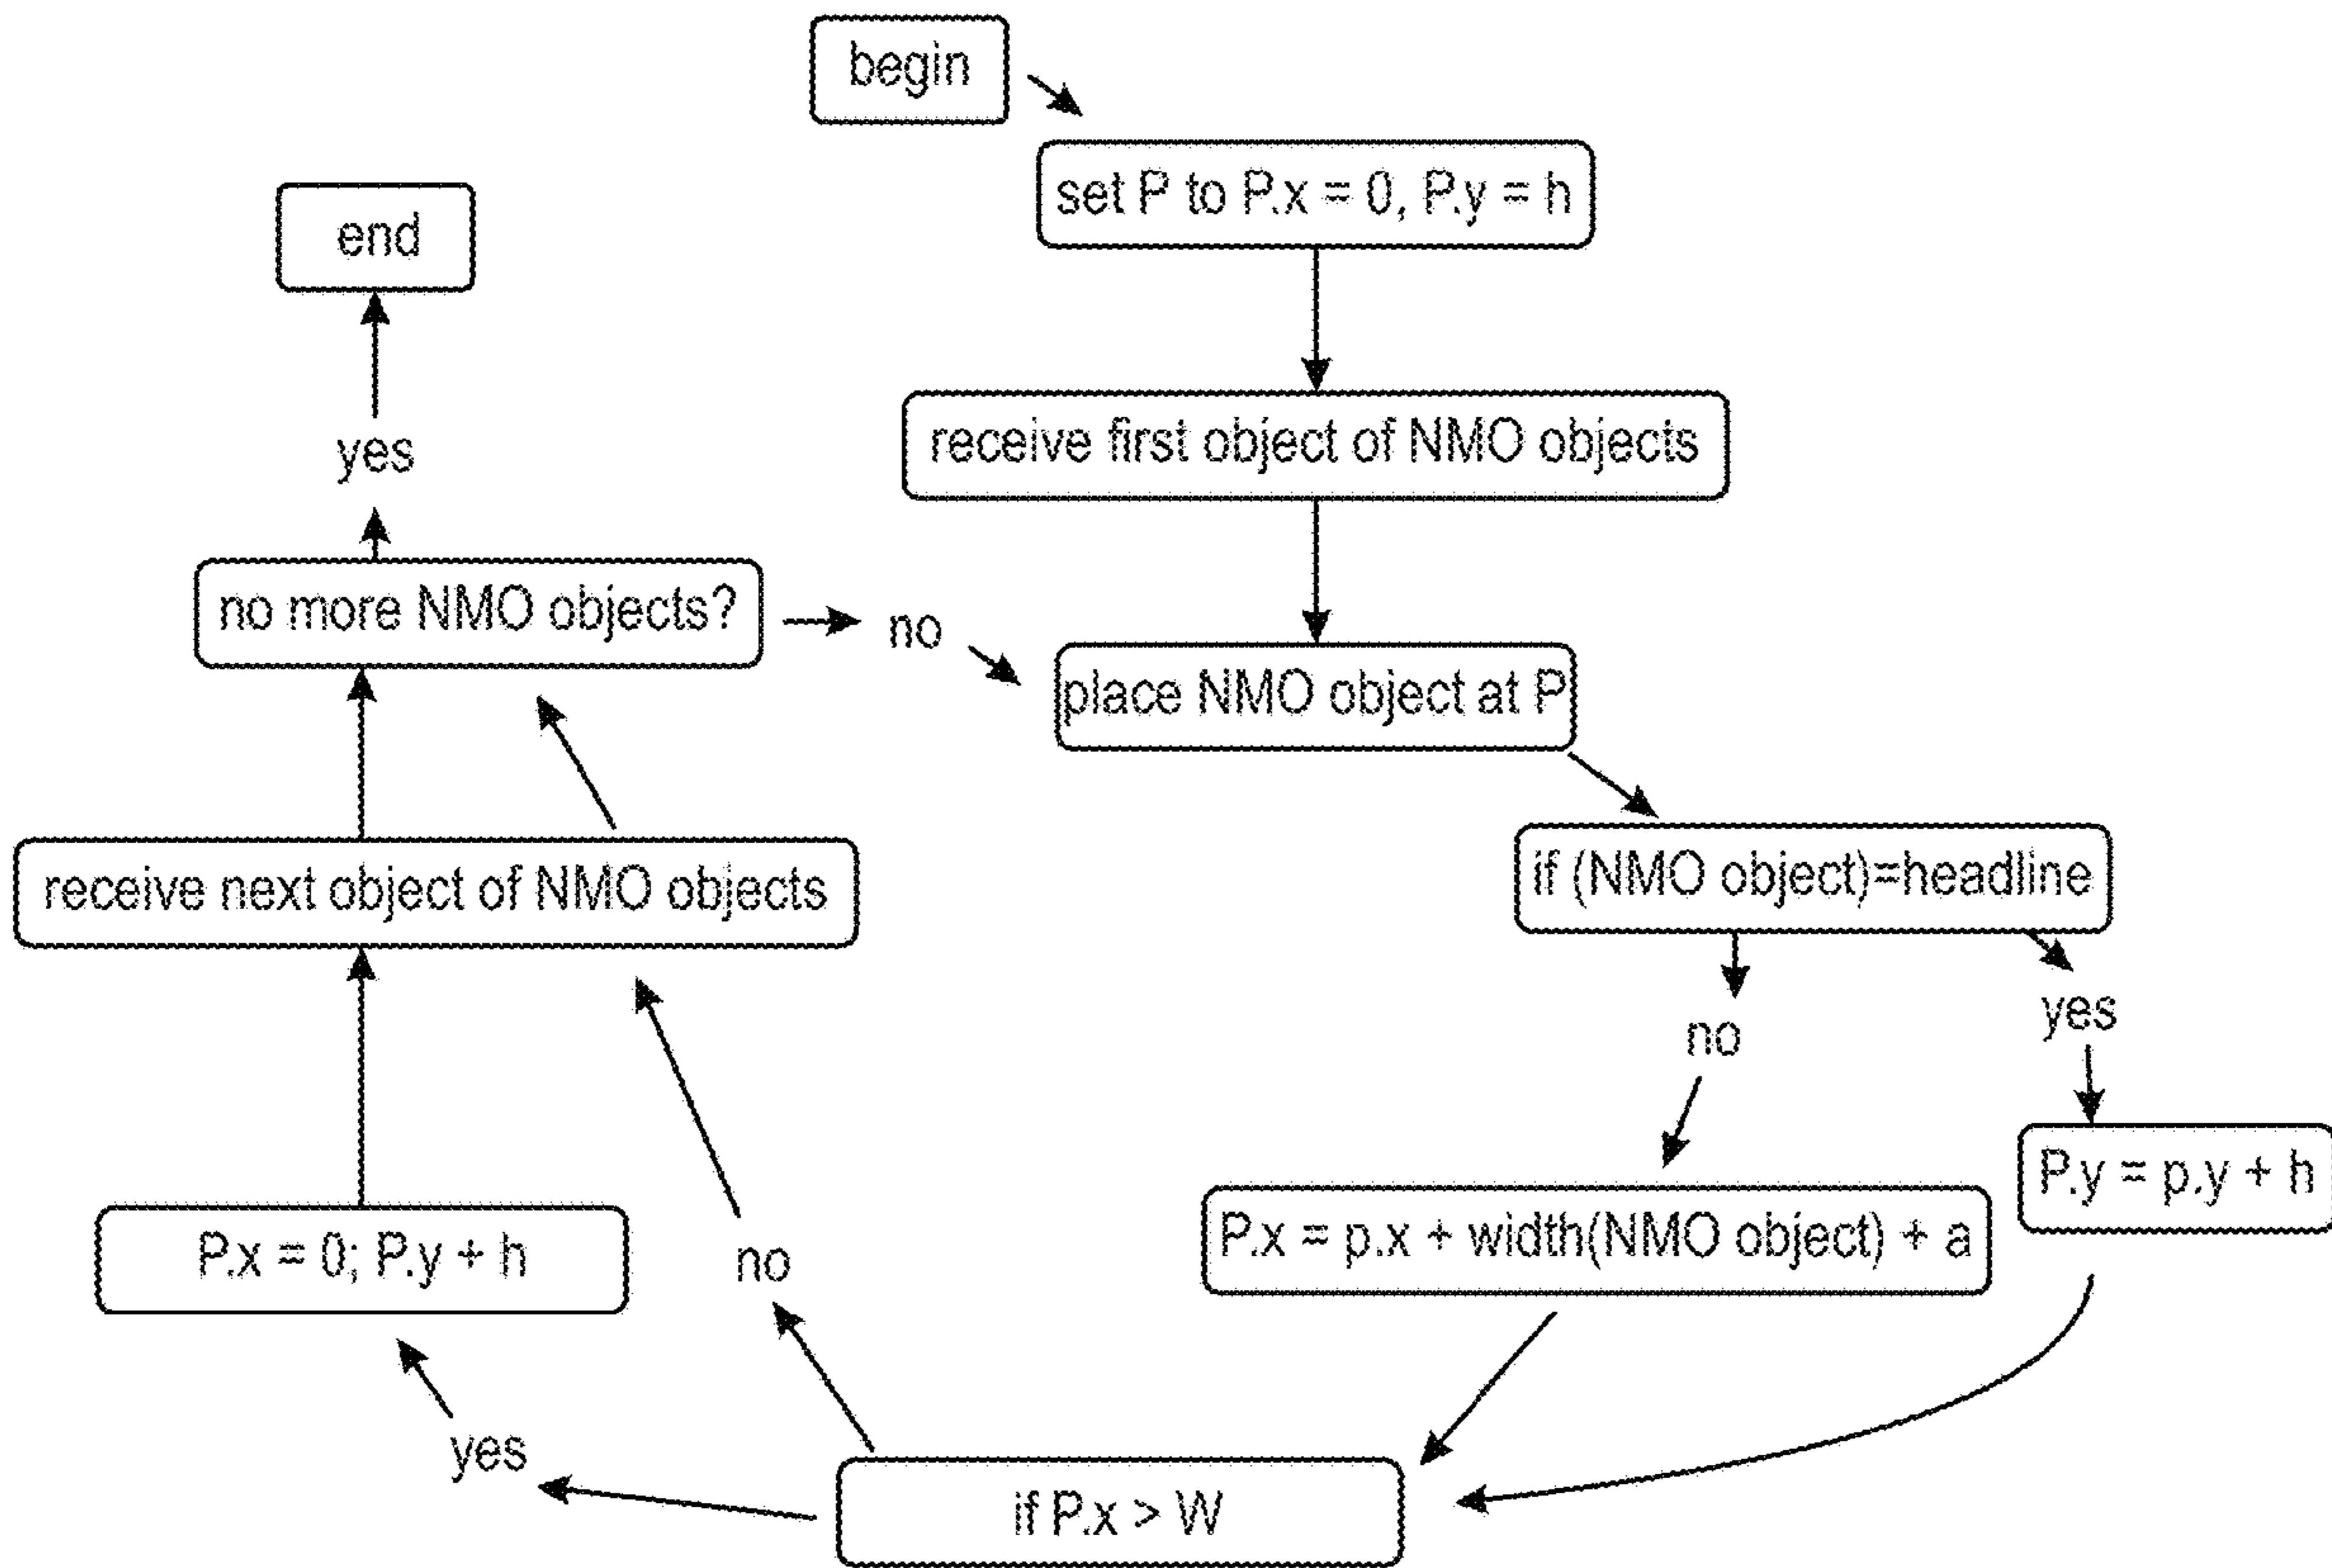 begin
set P to P.x = 0, P.y = h
end
receive first object of NMO objects
yes
no more NMO objects?
no
place NMO object at P
receive next object of NMO objects
if (NMO object)=headline
no
yes
P.y = p.y + h
P.x = p.x + width(NMO object) + a
P.x = 0; P.y + h
no
yes
if P.x > W